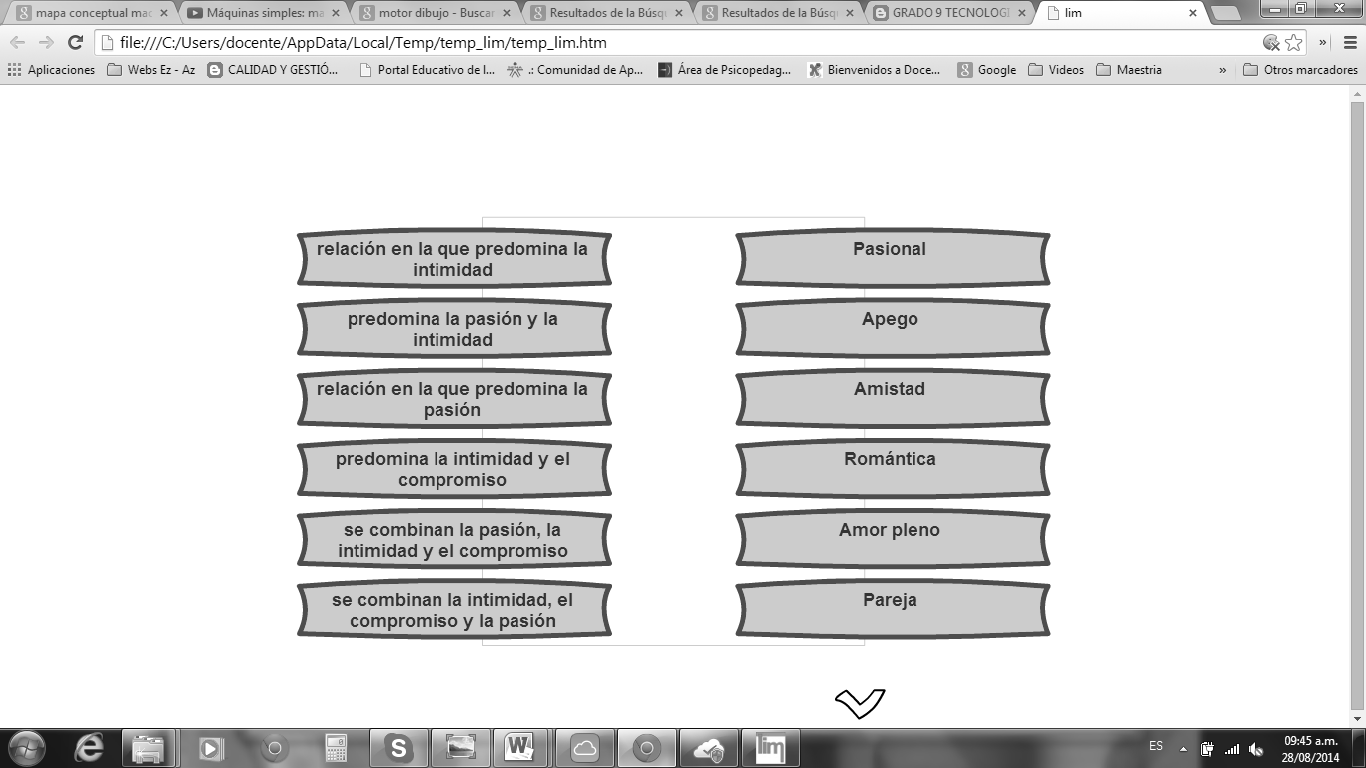 mapa conceptual mac
Máquinas simples: ma
motor dibujo - Buscar
Resultados de la Búsqu
Resultados de la Búsqu
GRADO 9 TECNOLOGI
lim
file:///C:/Users/docente/AppData/Local/Temp/temp_lim/temp_lim.htm
»
Aplicaciones
Webs Ez - Az
CALIDAD Y GESTIÓ...
Portal Educativo de l...
.: Comunidad de Ap...
Área de Psicopedag...
Bienvenidos a Doce...
Google
Videos
Maestria
»
Otros marcadores
relación en la que predomina la
intimidad
Pasional
predomina la pasión y la
intimidad
Apego
relación en la que predomina la
pasión
Amistad
predomina la intimidad y el
compromiso
Romántica
se combinan la pasión, la
intimidad y el compromiso
Amor pleno
se combinan la intimidad, el
compromiso y la pasión
Pareja
lim
ES
09:45 a.m.
28/08/2014